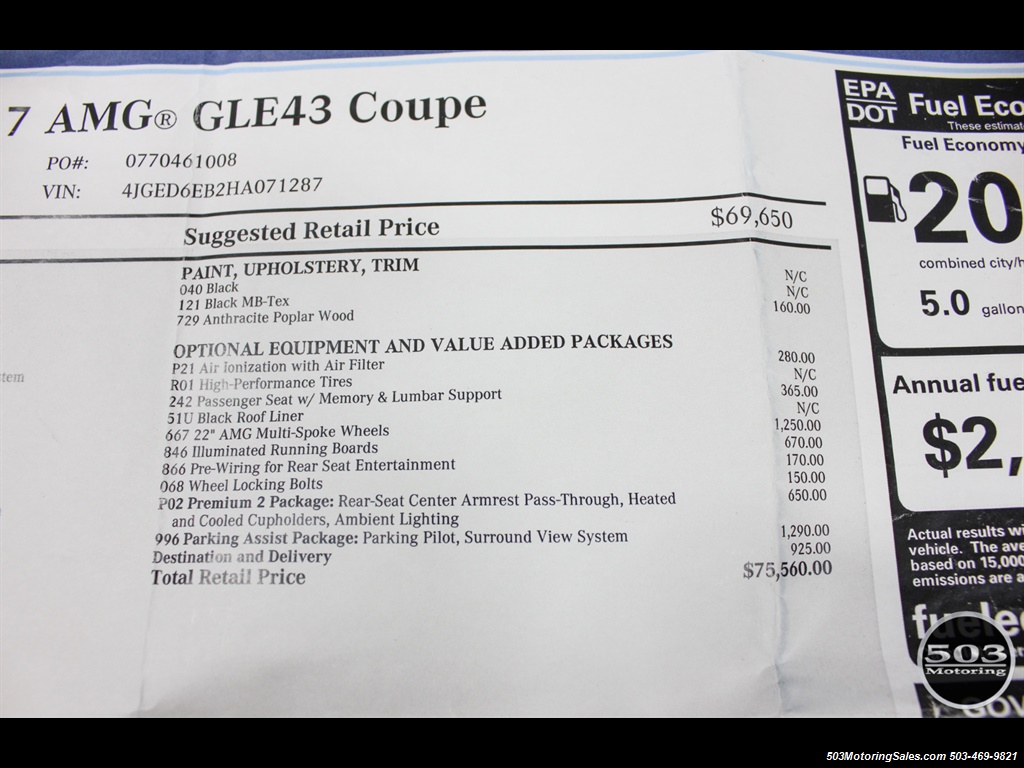 7 AMG® GLE43 Coupe
PO#: 0770461008
VIN: 4JGED6EB2HA071287
Suggested Retail Price $69,650
PAINT, UPHOLSTERY, TRIM
040 Black N/C
121 Black MB-Tex N/C
729 Anthracite Poplar Wood 160.00
OPTIONAL EQUIPMENT AND VALUE ADDED PACKAGES
P21 Air Ionization with Air Filter 280.00
R01 High-Performance Tires N/C
242 Passenger Seat w/ Memory & Lumbar Support 365.00
51U Black Roof Liner N/C
667 22" AMG Multi-Spoke Wheels 1,250.00
846 Illuminated Running Boards 670.00
866 Pre-Wiring for Rear Seat Entertainment 170.00
068 Wheel Locking Bolts 150.00
P02 Premium 2 Package: Rear-Seat Center Armrest Pass-Through, Heated 650.00
and Cooled Cupholders, Ambient Lighting
996 Parking Assist Package: Parking Pilot, Surround View System 1,290.00
Destination and Delivery 925.00
Total Retail Price $75,560.00
tem
EPA
DOT
Fuel Eco
These estimat
Fuel Economy
20
combined city/h
5.0 gallon
Annual fue
$2,
Actual results wi
vehicle. The ave
based on 15,000
emissions are a
fuelec
GOV
503
Motoring
503MotoringSales.com 503-469-9821